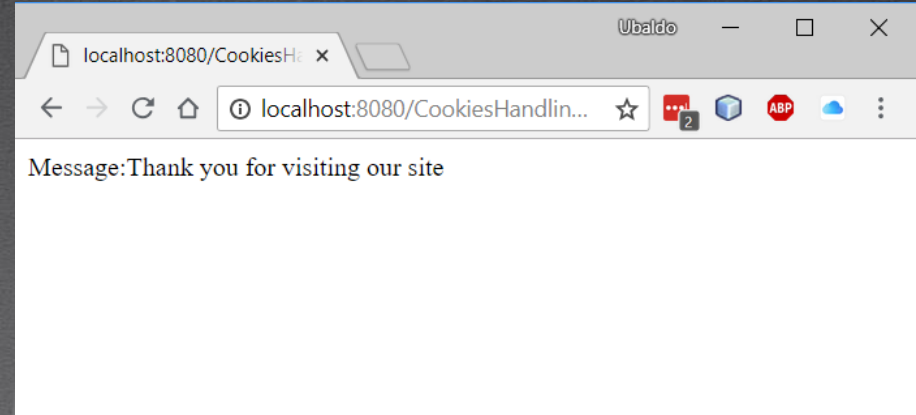 Ubaldo
localhost:8080/CookiesHa
localhost:8080/CookiesHandlin...
2
ABP
Message:Thank you for visiting our site